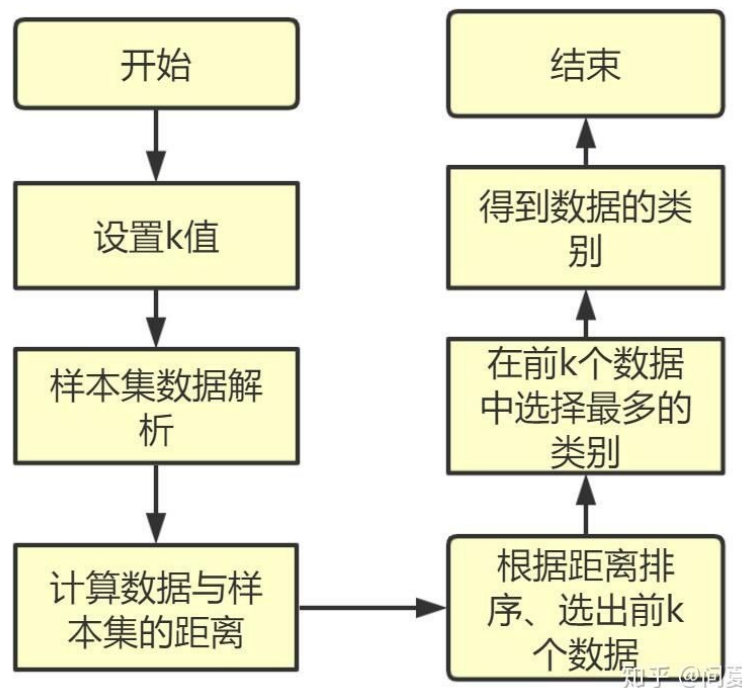 开始
设置k值
样本集数据解
析
计算数据与样
本集的距离
根据距离排
序、选出前k
个数据
在前k个数据
中选择最多的
类别
得到数据的类
别
结束
知乎 @问夏